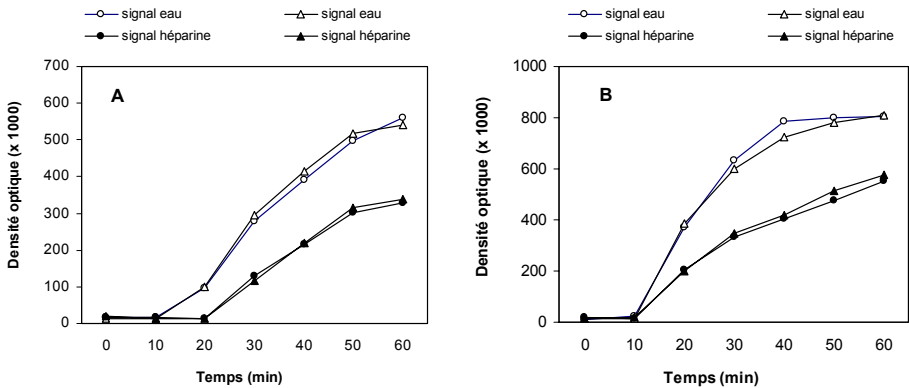 signal eau signal eau
signal héparine signal héparine
A
Densité optique (x 1000)
700
600
500
400
300
200
100
0
0 10 20 30 40 50 60
Temps (min)
signal eau signal eau
signal héparine signal héparine
B
Densité optique (x 1000)
1000
800
600
400
200
0
0 10 20 30 40 50 60
Temps (min)